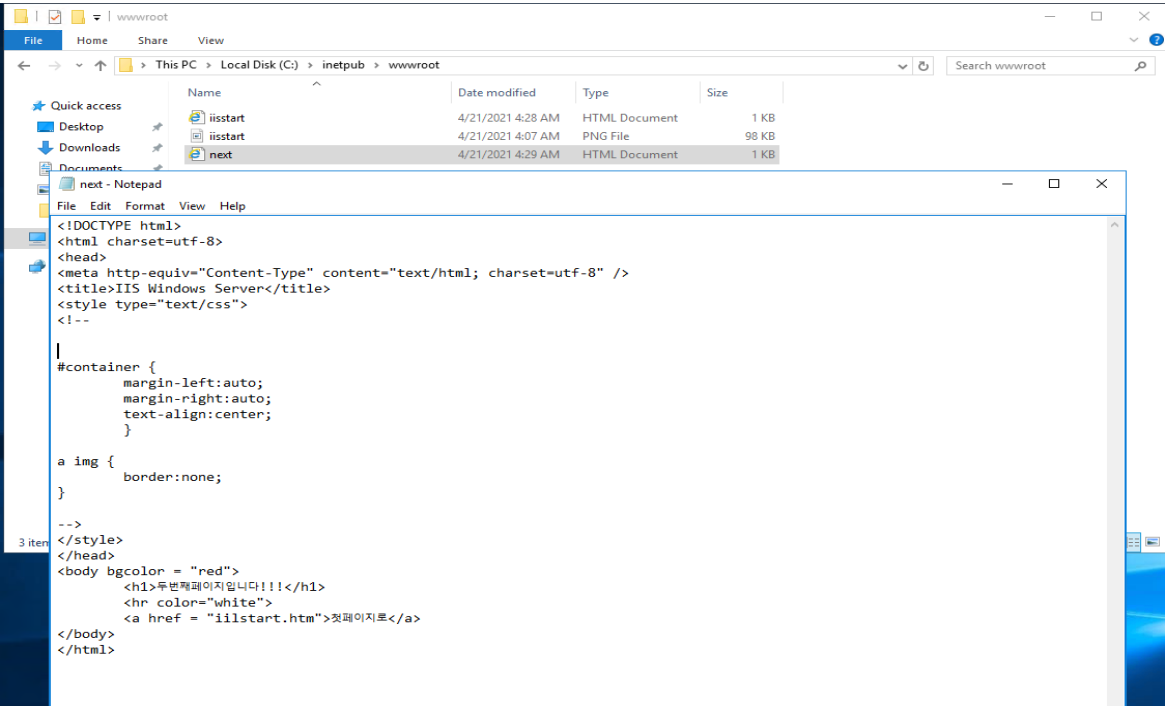 wwwroot
File Home Share View
This PC > Local Disk (C:) > inetpub > wwwroot
Search wwwroot
Name Date modified Type Size
Quick access
Desktop
Downloads
Documents
iisstart 4/21/2021 4:28 AM HTML Document 1 KB
iisstart 4/21/2021 4:07 AM PNG File 98 KB
next 4/21/2021 4:29 AM HTML Document 1 KB
next - Notepad
File Edit Format View Help
<!DOCTYPE html>
<html charset=utf-8>
<head>
<meta http-equiv="Content-Type" content="text/html; charset=utf-8" />
<title>IIS Windows Server</title>
<style type="text/css">
<!--
#container {
margin-left:auto;
margin-right:auto;
text-align:center;
}
a img {
border:none;
}
-->
</style>
</head>
<body bgcolor = "red">
<h1>두번째페이지입니다!!!</h1>
<hr color="white">
<a href = "iilstart.htm">첫페이지로</a>
</body>
</html>
3 item